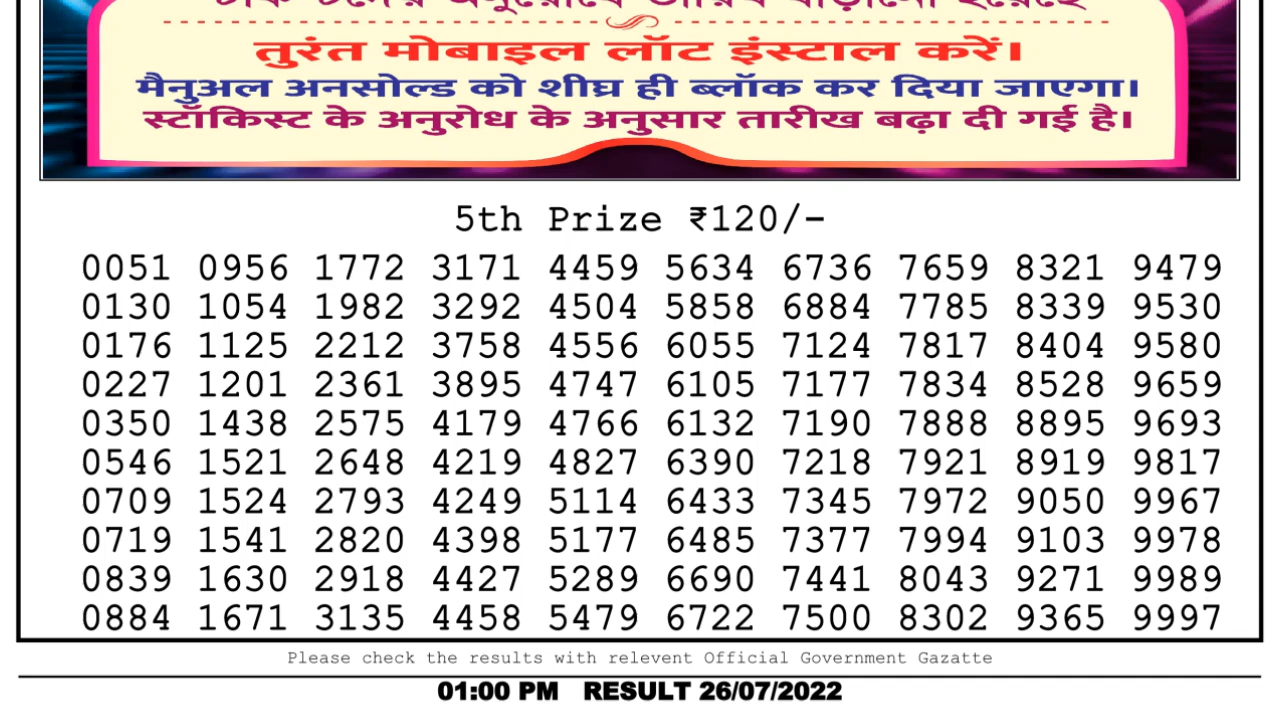 তারিখ বাড়ানো হয়েছে
तुरंत मोबाइल लॉट इंस्टाल करें।
मैनुअल अनसोल्ड को शीघ्र ही ब्लॉक कर दिया जाएगा।
स्टॉकिस्ट के अनुरोध के अनुसार तारीख बढ़ा दी गई है।
5th Prize ₹120/-
0051 0956 1772 3171 4459 5634 6736 7659 8321 9479
0130 1054 1982 3292 4504 5858 6884 7785 8339 9530
0176 1125 2212 3758 4556 6055 7124 7817 8404 9580
0227 1201 2361 3895 4747 6105 7177 7834 8528 9659
0350 1438 2575 4179 4766 6132 7190 7888 8895 9693
0546 1521 2648 4219 4827 6390 7218 7921 8919 9817
0709 1524 2793 4249 5114 6433 7345 7972 9050 9967
0719 1541 2820 4398 5177 6485 7377 7994 9103 9978
0839 1630 2918 4427 5289 6690 7441 8043 9271 9989
0884 1671 3135 4458 5479 6722 7500 8302 9365 9997
Please check the results with relevent Official Government Gazatte
01:00 PM RESULT 26/07/2022